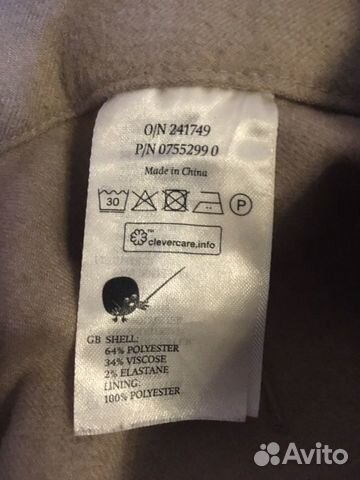 O/N 241749
P/N 0755299 0
Made in China
30 P
™
clevercare.info
GB SHELL:
64% POLYESTER
34% VISCOSE
2% ELASTANE
LINING:
100% POLYESTER
Avito